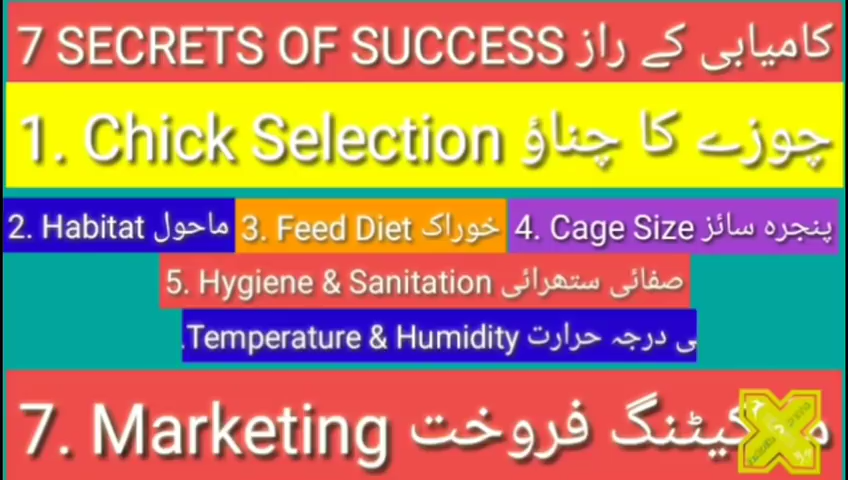 7 SECRETS OF SUCCESS کامیابی کے راز
1. Chick Selection چوزے کا چناؤ
2. Habitat ماحول 3. Feed Diet خوراک 4. Cage Size پنجرہ سائز
5. Hygiene & Sanitation صفائی ستھرائی
.Temperature & Humidity ی درجہ حرارت
7. Marketing فروخت